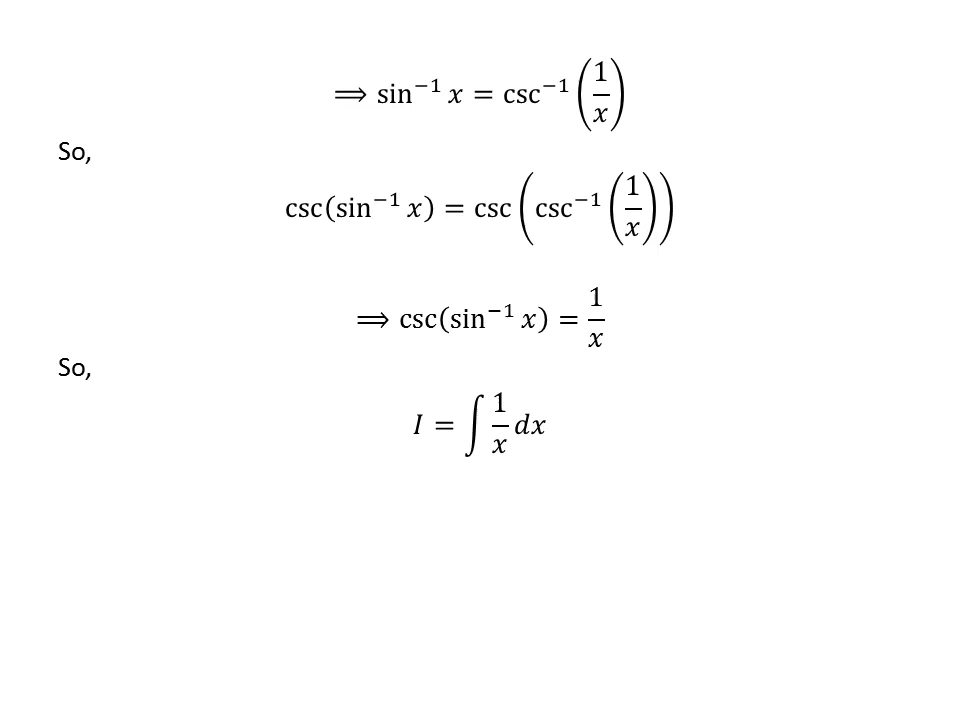 ⟹ sin⁻¹ 𝑥 = csc⁻¹ (1/𝑥)
So,
csc(sin⁻¹ 𝑥) = csc (csc⁻¹ (1/𝑥))
⟹ csc(sin⁻¹ 𝑥) = 1/𝑥
So,
𝐼 = ∫ 1/𝑥 𝑑𝑥